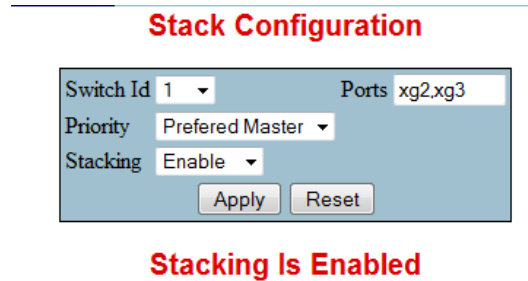 Stack Configuration
Switch Id 1 Ports xg2,xg3
Priority Prefered Master
Stacking Enable
Apply Reset
Stacking Is Enabled